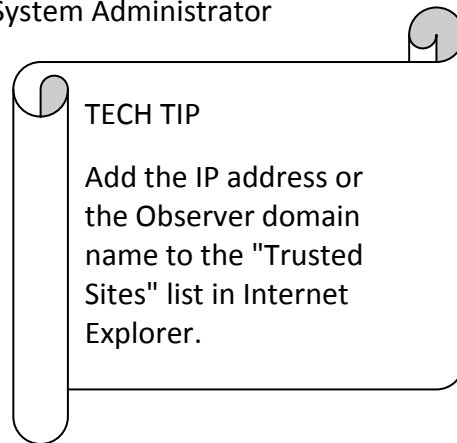 System Administrator
TECH TIP
Add the IP address or
the Observer domain
name to the "Trusted
Sites" list in Internet
Explorer.